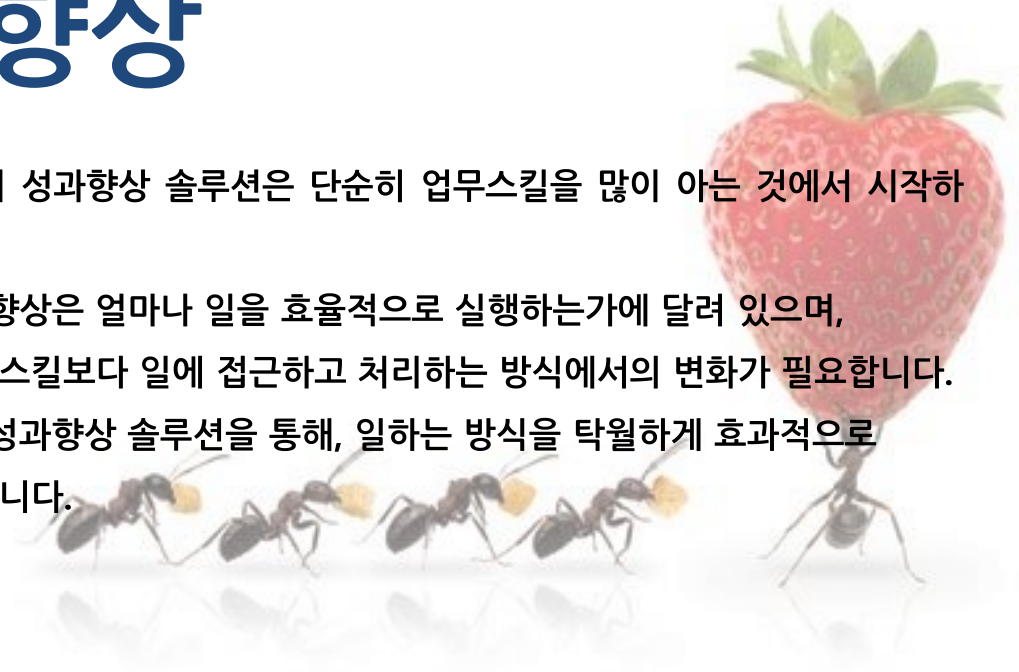 향상
성과향상 솔루션은 단순히 업무스킬을 많이 아는 것에서 시작하
향상은 얼마나 일을 효율적으로 실행하는가에 달려 있으며,
스킬보다 일에 접근하고 처리하는 방식에서의 변화가 필요합니다.
성과향상 솔루션을 통해, 일하는 방식을 탁월하게 효과적으로
니다.